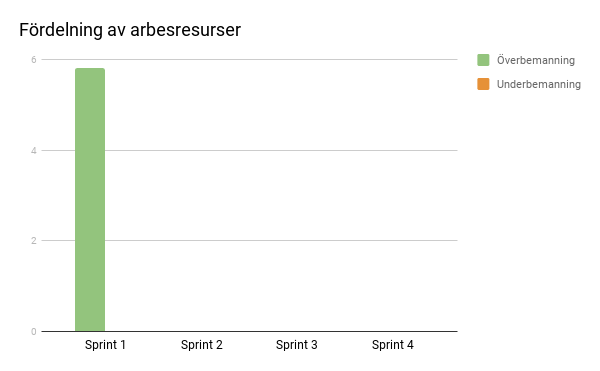 Fördelning av arbesresurser
6
4
2
0
Sprint 1
Sprint 2
Sprint 3
Sprint 4
Överbemanning
Underbemanning